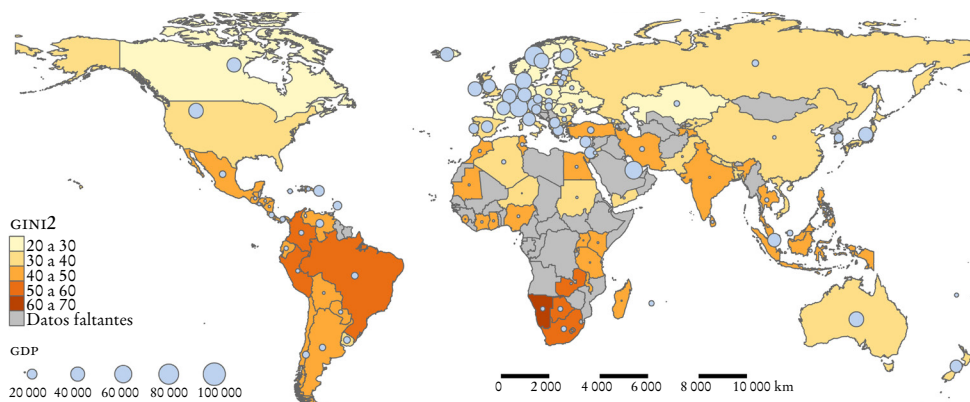 GINI2
20 a 30
30 a 40
40 a 50
50 a 60
60 a 70
Datos faltantes
GDP
20 000 40 000 60 000 80 000 100 000
0 2 000 4 000 6 000 8 000 10 000 km